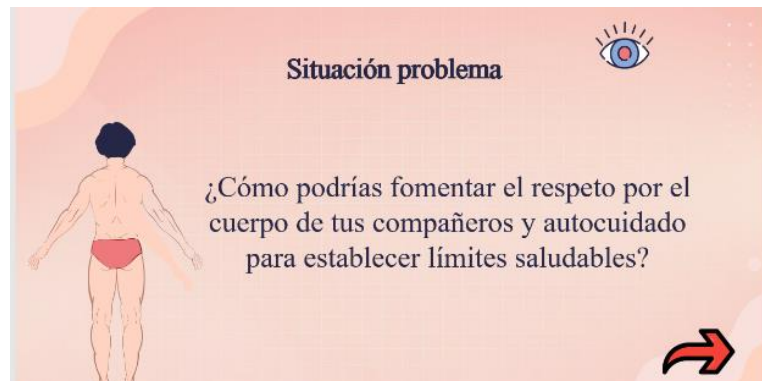 Situación problema
¿Cómo podrías fomentar el respeto por el
cuerpo de tus compañeros y autocuidado
para establecer límites saludables?